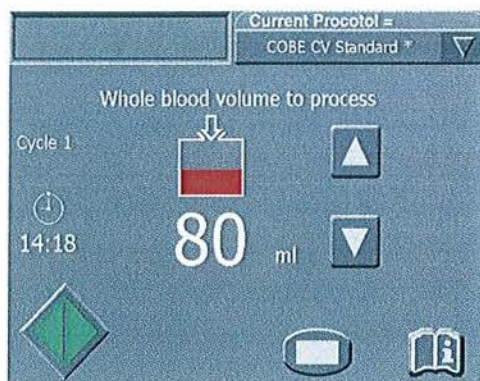 Current Procotol =
COBE CV Standard *
Whole blood volume to process
Cycle 1
14:18
80 ml